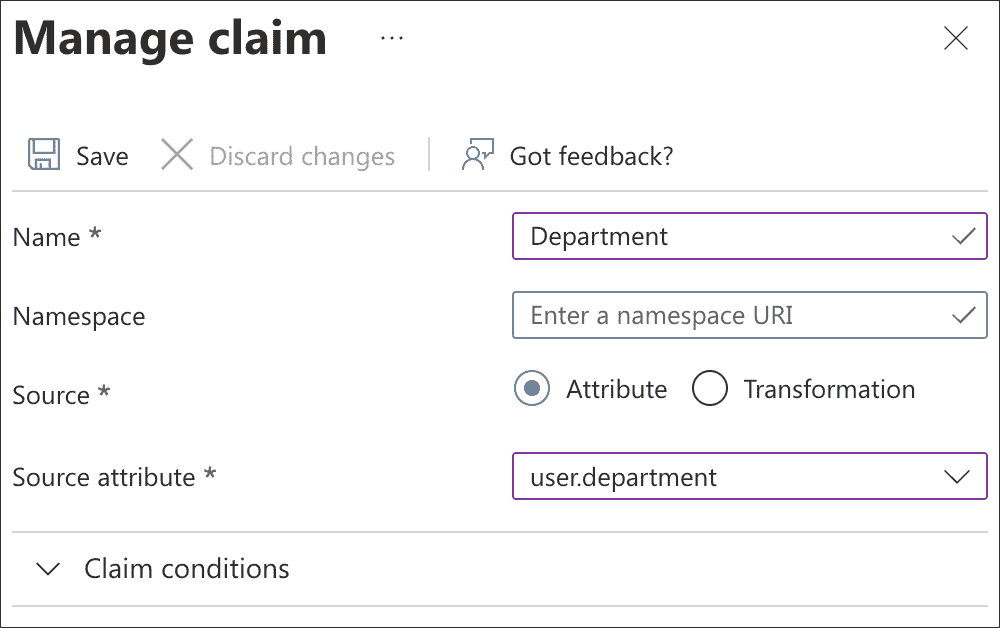 Manage claim ...
Save Discard changes Got feedback?
Name * Department
Namespace Enter a namespace URI
Source * Attribute Transformation
Source attribute * user.department
Claim conditions